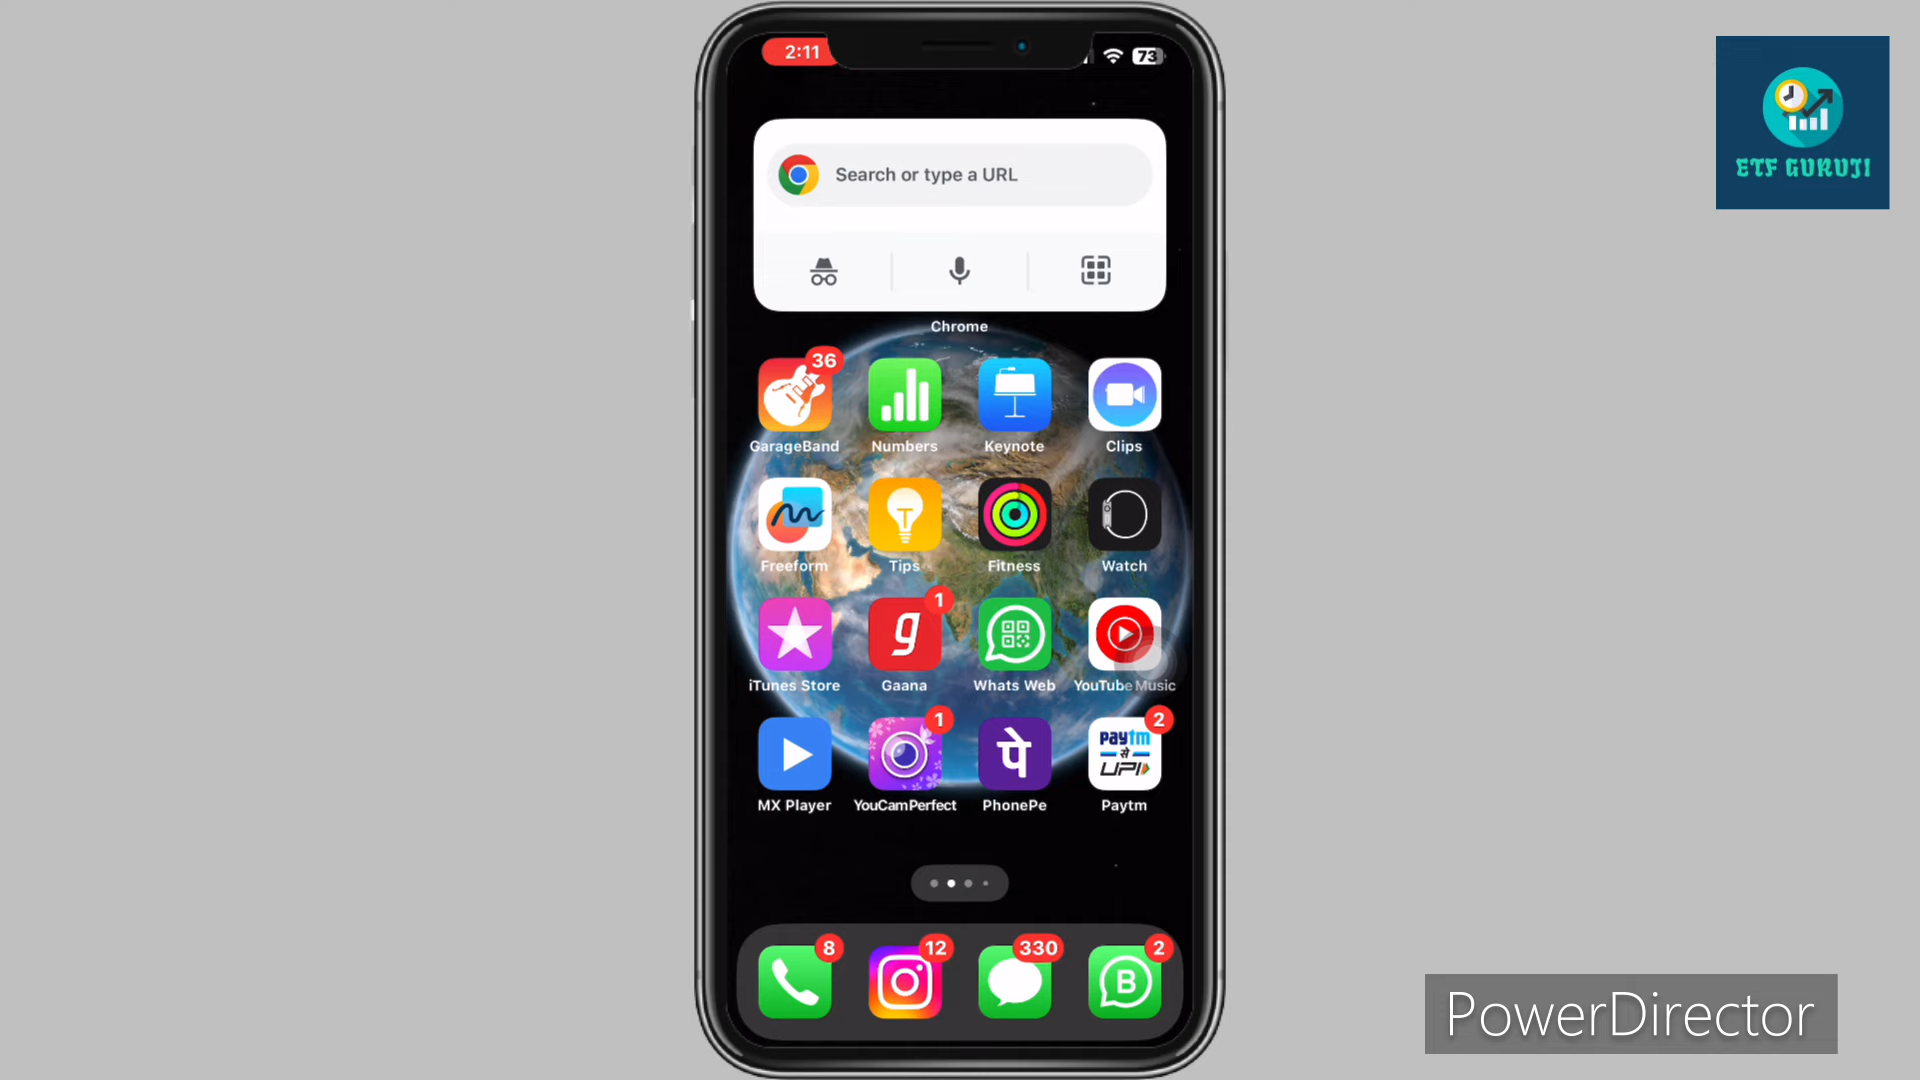 2:11
73
ETF GURUJI
Search or type a URL
Chrome
36
GarageBand
Numbers
Keynote
Clips
Freeform
Tips
Fitness
Watch
1
g
iTunes Store
Gaana
Whats Web
YouTube Music
1
पे
2
paytm
से
UPI
MX Player
YouCamPerfect
PhonePe
Paytm
8
12
330
2
B
PowerDirector